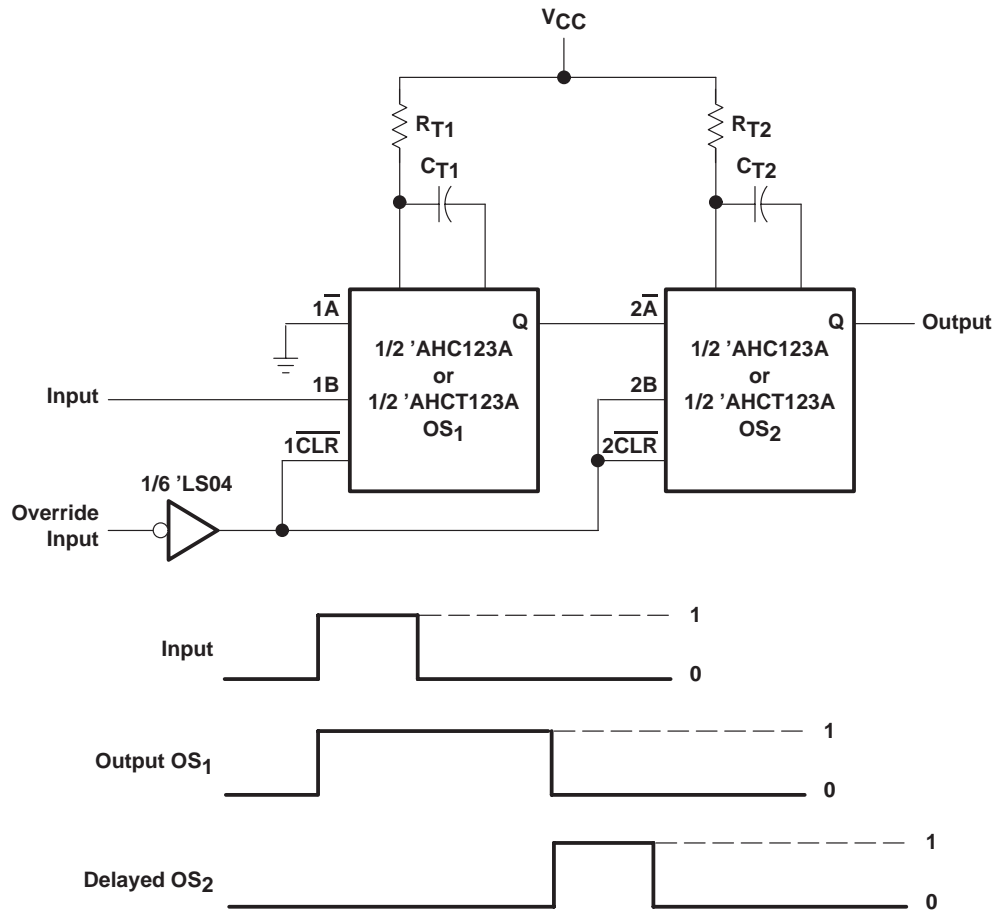 VCC
RT1
RT2
CT1
CT2
1A
Q
2A
Q
Output
1/2 'AHC123A
or
1/2 'AHCT123A
OS1
1/2 'AHC123A
or
1/2 'AHCT123A
OS2
Input
1B
2B
1CLR
2CLR
1/6 'LS04
Override
Input
1
Input
0
1
Output OS1
0
1
Delayed OS2
0